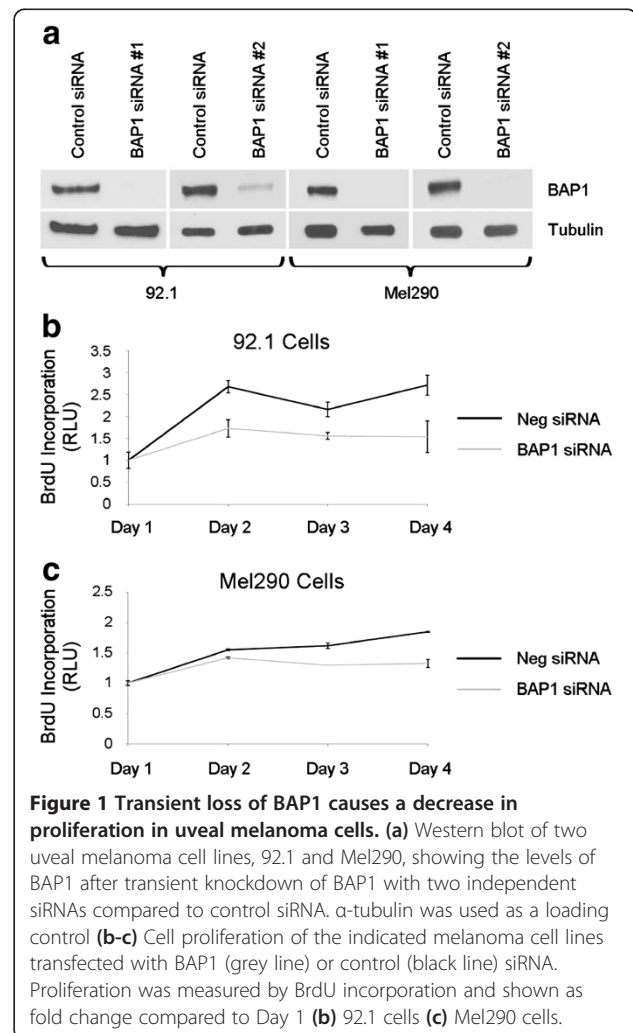 a
Control siRNA
BAP1 siRNA #1
Control siRNA
BAP1 siRNA #2
Control siRNA
BAP1 siRNA #1
Control siRNA
BAP1 siRNA #2
BAP1
Tubulin
92.1
Mel290
b
92.1 Cells
BrdU Incorporation
(RLU)
3.5
3
2.5
2
1.5
1
0.5
0
Day 1
Day 2
Day 3
Day 4
Neg siRNA
BAP1 siRNA
c
Mel290 Cells
BrdU Incorporation
(RLU)
2.5
2
1.5
1
0.5
0
Day 1
Day 2
Day 3
Day 4
Neg siRNA
BAP1 siRNA
Figure 1 Transient loss of BAP1 causes a decrease in
proliferation in uveal melanoma cells. (a) Western blot of two
uveal melanoma cell lines, 92.1 and Mel290, showing the levels of
BAP1 after transient knockdown of BAP1 with two independent
siRNAs compared to control siRNA. α-tubulin was used as a loading
control (b-c) Cell proliferation of the indicated melanoma cell lines
transfected with BAP1 (grey line) or control (black line) siRNA.
Proliferation was measured by BrdU incorporation and shown as
fold change compared to Day 1 (b) 92.1 cells (c) Mel290 cells.